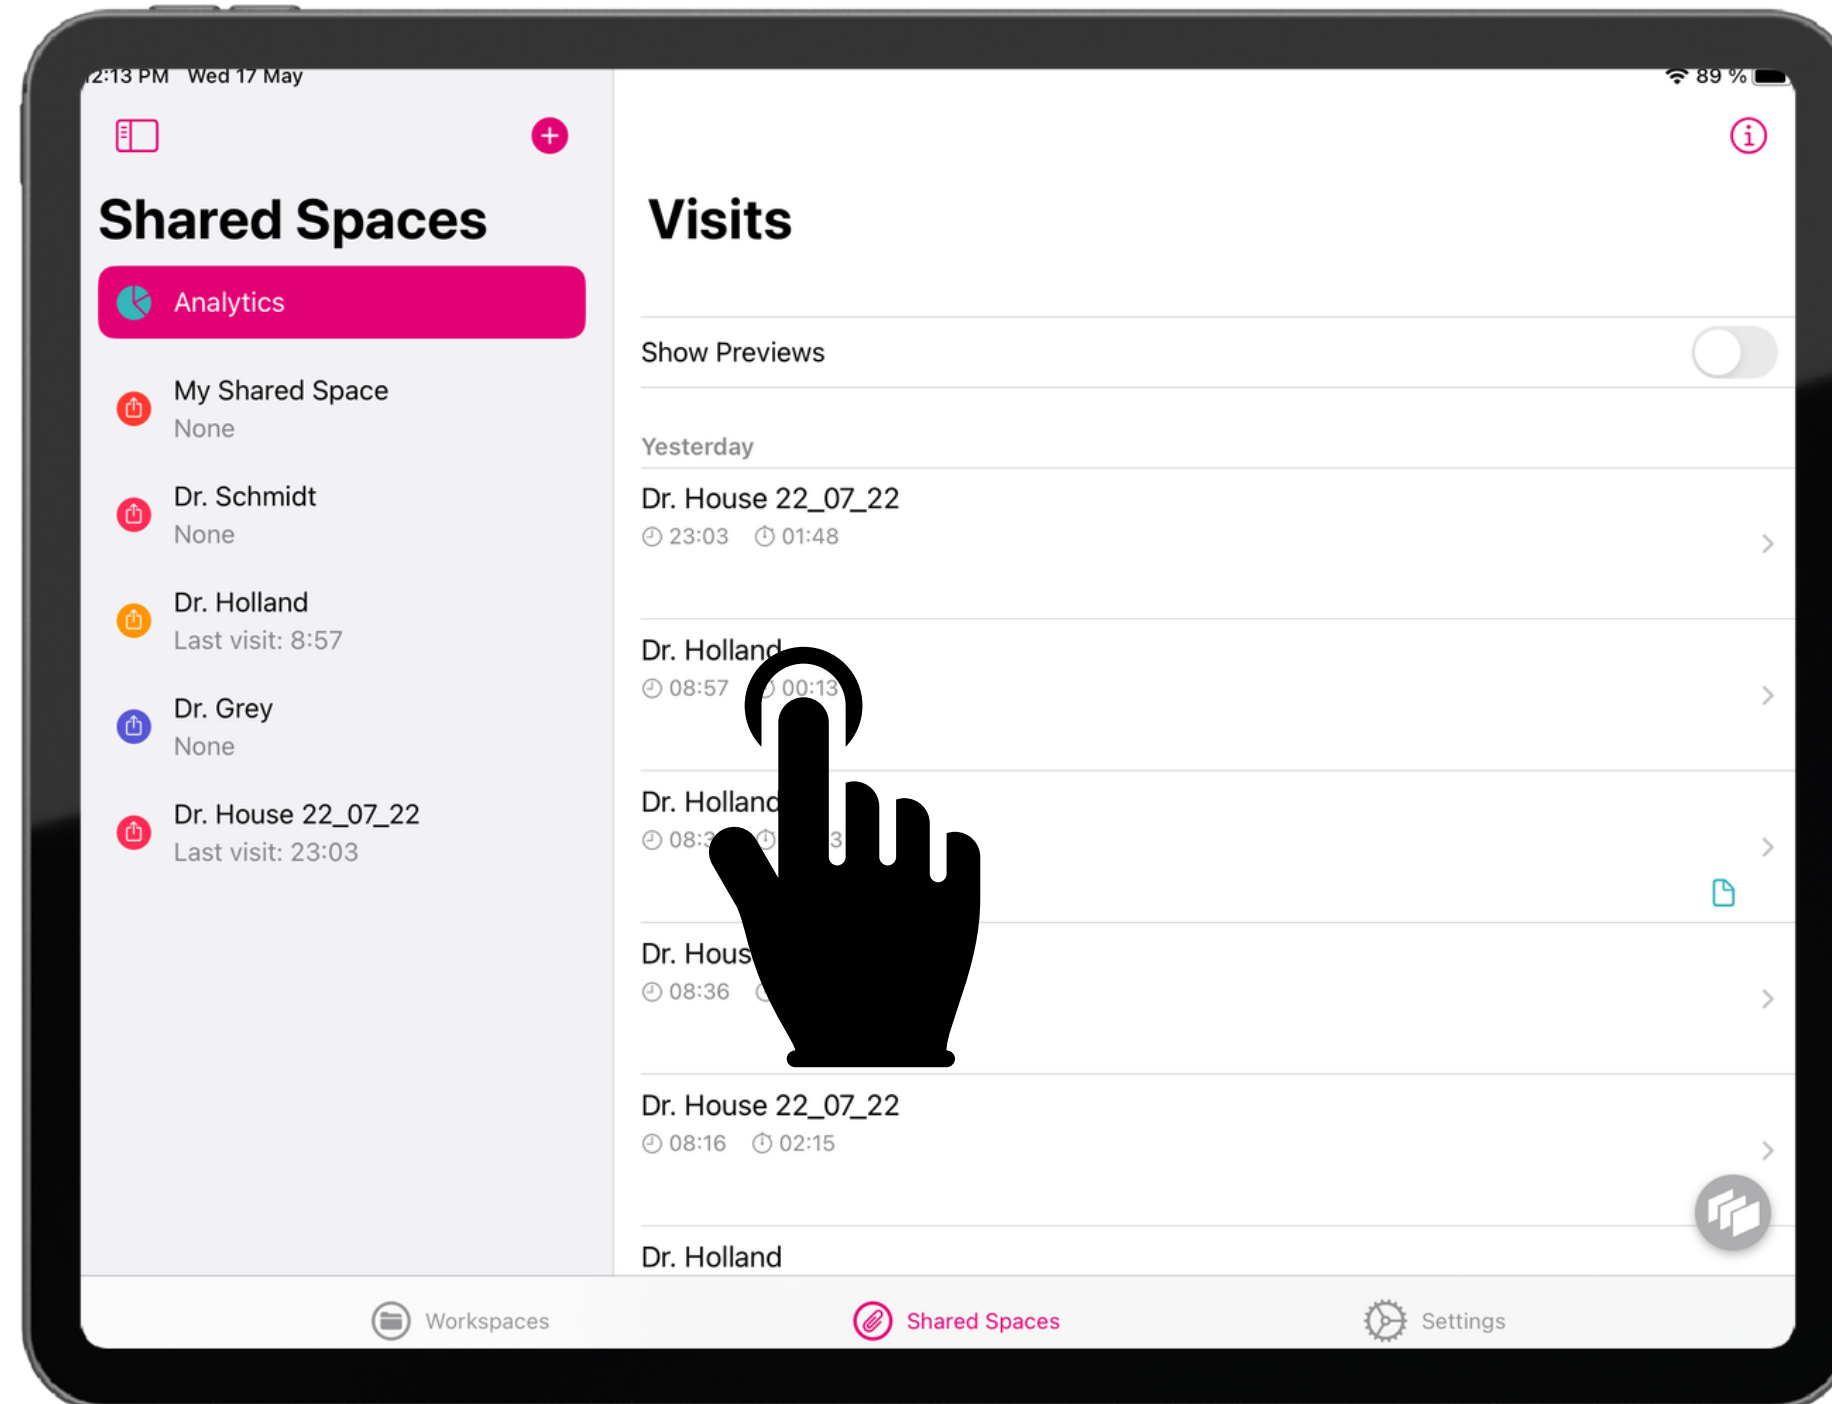 2:13 PM Wed 17 May
89 %
Shared Spaces
Analytics
My Shared Space
None
Dr. Schmidt
None
Dr. Holland
Last visit: 8:57
Dr. Grey
None
Dr. House 22_07_22
Last visit: 23:03
Visits
Show Previews
Yesterday
Dr. House 22_07_22
23:03 01:48
Dr. Holland
08:57 00:13
Dr. Holland
Dr.
08:36
Dr. House 22_07_22
08:16 02:15
Dr. Holland
Workspaces
Shared Spaces
Settings